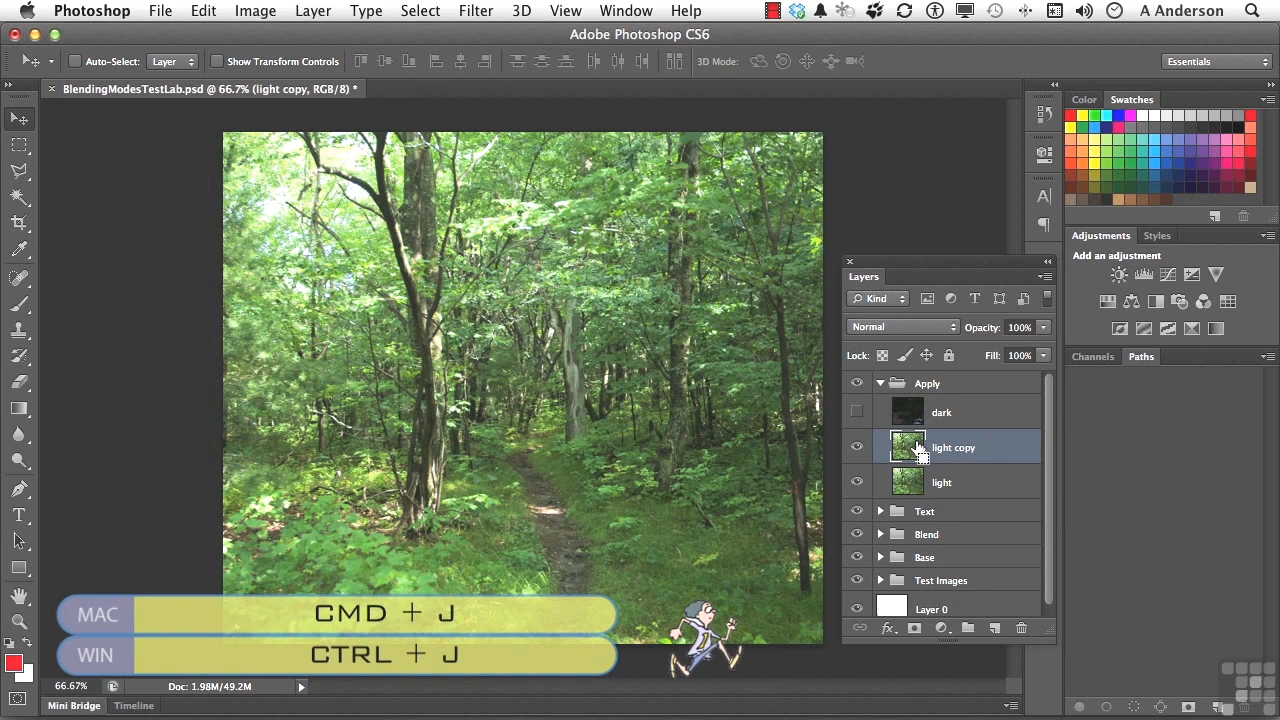 Photoshop File Edit Image Layer Type Select Filter 3D View Window Help A Anderson
Adobe Photoshop CS6
Auto-Select: Layer Show Transform Controls 3D Mode: Essentials
BlendingModesTestLab.psd @ 66.7% (light copy, RGB/8) *
Color Swatches
Adjustments Styles
Add an adjustment
Channels Paths
Layers
Kind
Normal Opacity: 100%
Lock: Fill: 100%
Apply
dark
light copy
light
Text
Blend
Base
Test Images
Layer 0
fx
MAC CMD + J
WIN CTRL + J
66.67% Doc: 1.98M/49.2M
Mini Bridge Timeline